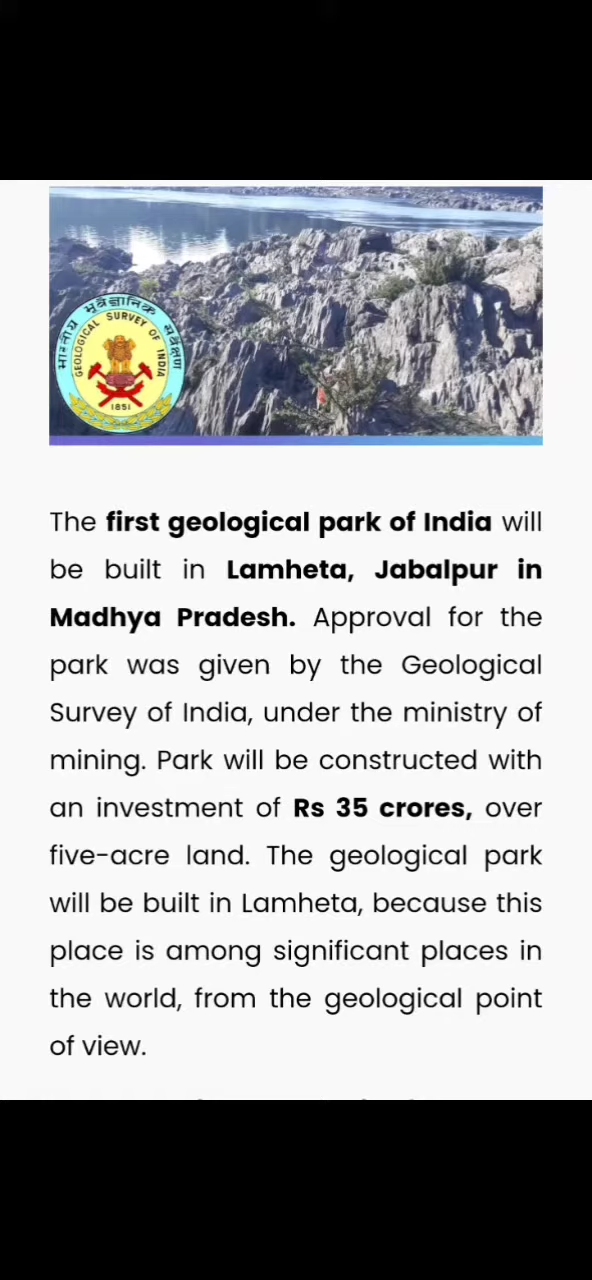 भारतीय भूवैज्ञानिक सर्वेक्षण
GEOLOGICAL SURVEY OF INDIA
1851
The first geological park of India will
be built in Lamheta, Jabalpur in
Madhya Pradesh. Approval for the
park was given by the Geological
Survey of India, under the ministry of
mining. Park will be constructed with
an investment of Rs 35 crores, over
five-acre land. The geological park
will be built in Lamheta, because this
place is among significant places in
the world, from the geological point
of view.